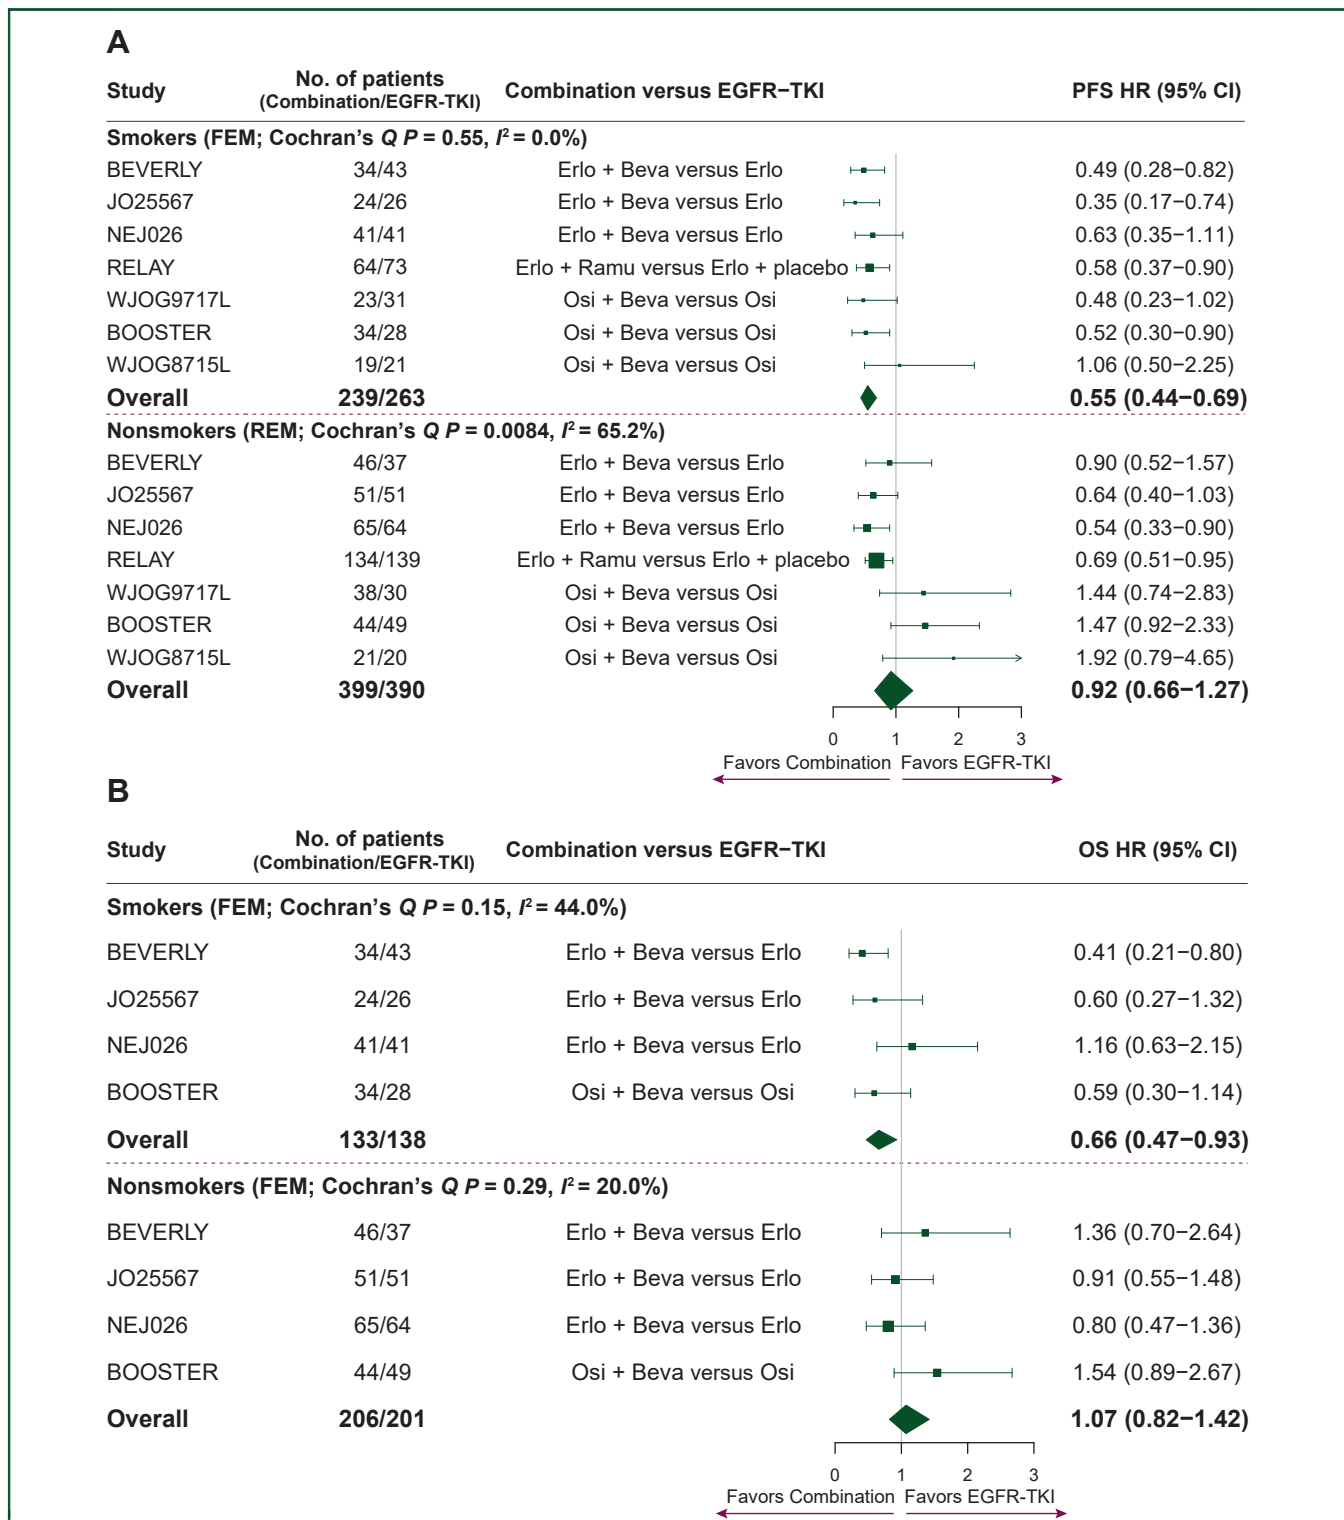 A
Study No. of patients (Combination/EGFR-TKI) Combination versus EGFR−TKI PFS HR (95% CI)
Smokers (FEM; Cochran's Q P = 0.55, I² = 0.0%)
BEVERLY 34/43 Erlo + Beva versus Erlo 0.49 (0.28−0.82)
JO25567 24/26 Erlo + Beva versus Erlo 0.35 (0.17−0.74)
NEJ026 41/41 Erlo + Beva versus Erlo 0.63 (0.35−1.11)
RELAY 64/73 Erlo + Ramu versus Erlo + placebo 0.58 (0.37−0.90)
WJOG9717L 23/31 Osi + Beva versus Osi 0.48 (0.23−1.02)
BOOSTER 34/28 Osi + Beva versus Osi 0.52 (0.30−0.90)
WJOG8715L 19/21 Osi + Beva versus Osi 1.06 (0.50−2.25)
Overall 239/263 0.55 (0.44−0.69)
Nonsmokers (REM; Cochran's Q P = 0.0084, I² = 65.2%)
BEVERLY 46/37 Erlo + Beva versus Erlo 0.90 (0.52−1.57)
JO25567 51/51 Erlo + Beva versus Erlo 0.64 (0.40−1.03)
NEJ026 65/64 Erlo + Beva versus Erlo 0.54 (0.33−0.90)
RELAY 134/139 Erlo + Ramu versus Erlo + placebo 0.69 (0.51−0.95)
WJOG9717L 38/30 Osi + Beva versus Osi 1.44 (0.74−2.83)
BOOSTER 44/49 Osi + Beva versus Osi 1.47 (0.92−2.33)
WJOG8715L 21/20 Osi + Beva versus Osi 1.92 (0.79−4.65)
Overall 399/390 0.92 (0.66−1.27)
0 1 2 3
Favors Combination Favors EGFR-TKI
B
Study No. of patients (Combination/EGFR-TKI) Combination versus EGFR−TKI OS HR (95% CI)
Smokers (FEM; Cochran's Q P = 0.15, I² = 44.0%)
BEVERLY 34/43 Erlo + Beva versus Erlo 0.41 (0.21−0.80)
JO25567 24/26 Erlo + Beva versus Erlo 0.60 (0.27−1.32)
NEJ026 41/41 Erlo + Beva versus Erlo 1.16 (0.63−2.15)
BOOSTER 34/28 Osi + Beva versus Osi 0.59 (0.30−1.14)
Overall 133/138 0.66 (0.47−0.93)
Nonsmokers (FEM; Cochran's Q P = 0.29, I² = 20.0%)
BEVERLY 46/37 Erlo + Beva versus Erlo 1.36 (0.70−2.64)
JO25567 51/51 Erlo + Beva versus Erlo 0.91 (0.55−1.48)
NEJ026 65/64 Erlo + Beva versus Erlo 0.80 (0.47−1.36)
BOOSTER 44/49 Osi + Beva versus Osi 1.54 (0.89−2.67)
Overall 206/201 1.07 (0.82−1.42)
0 1 2 3
Favors Combination Favors EGFR-TKI